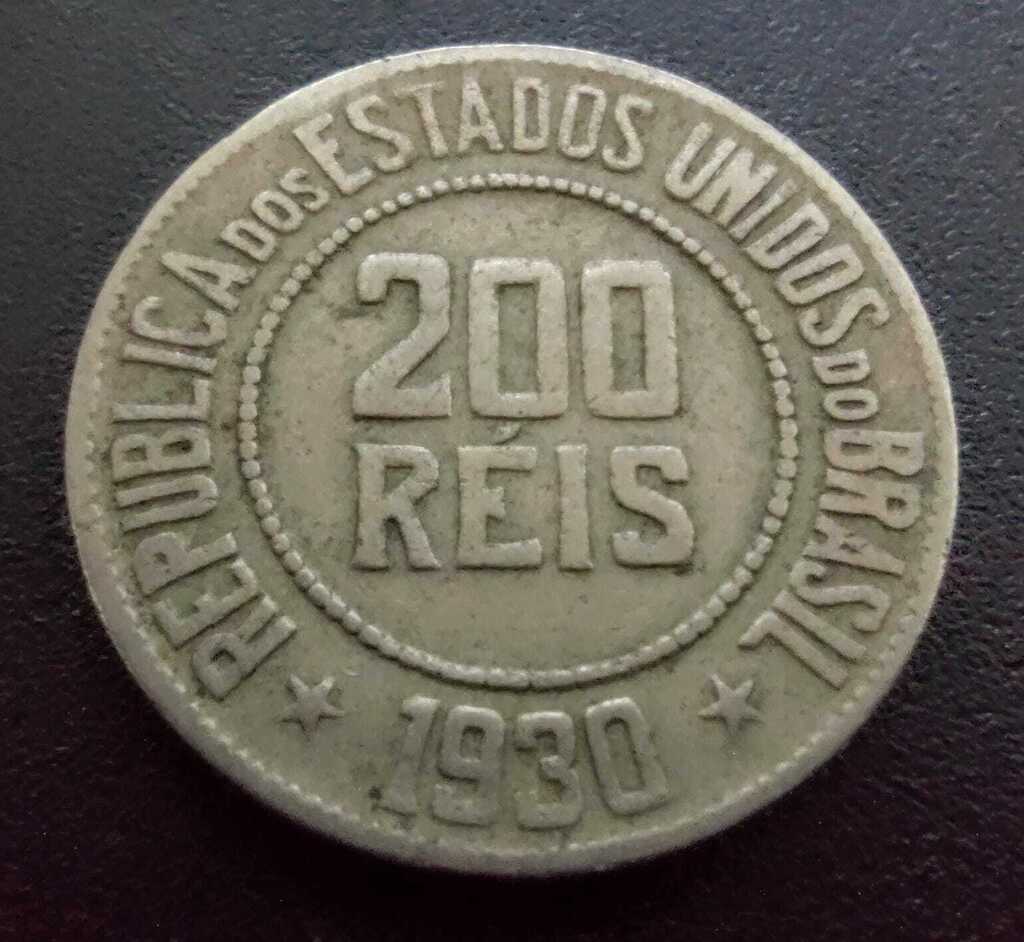 REPUBLICA DOS ESTADOS UNIDOS DO BRASIL
200
RÉIS
1930